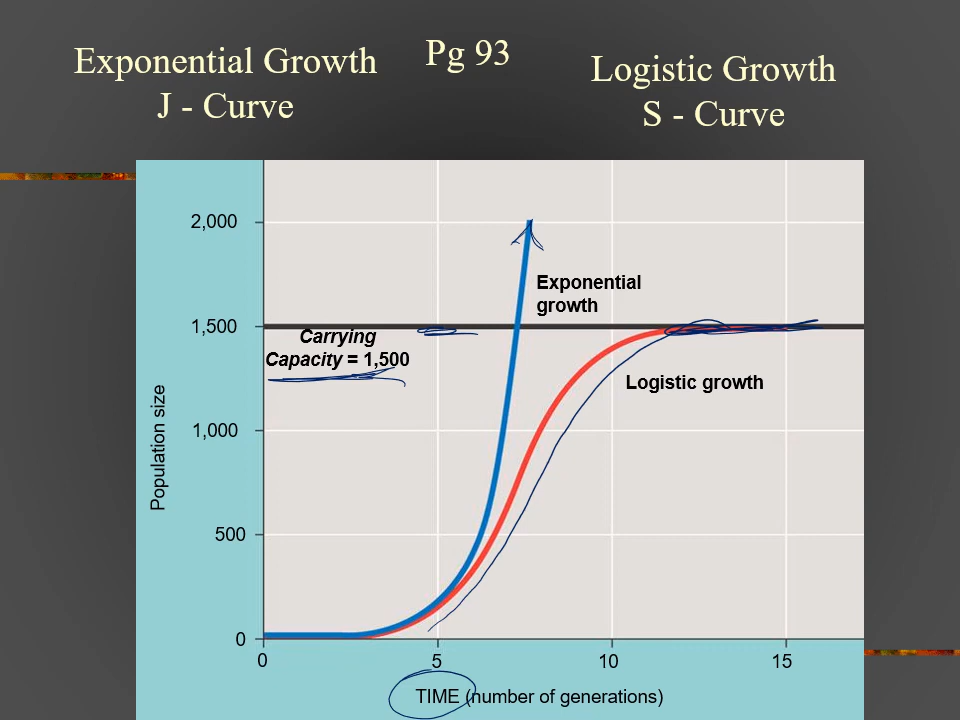 Exponential Growth
J - Curve
Pg 93
Logistic Growth
S - Curve
2,000
1,500
1,000
500
0
Population size
Exponential
growth
Carrying
Capacity = 1,500
Logistic growth
0
5
10
15
TIME (number of generations)